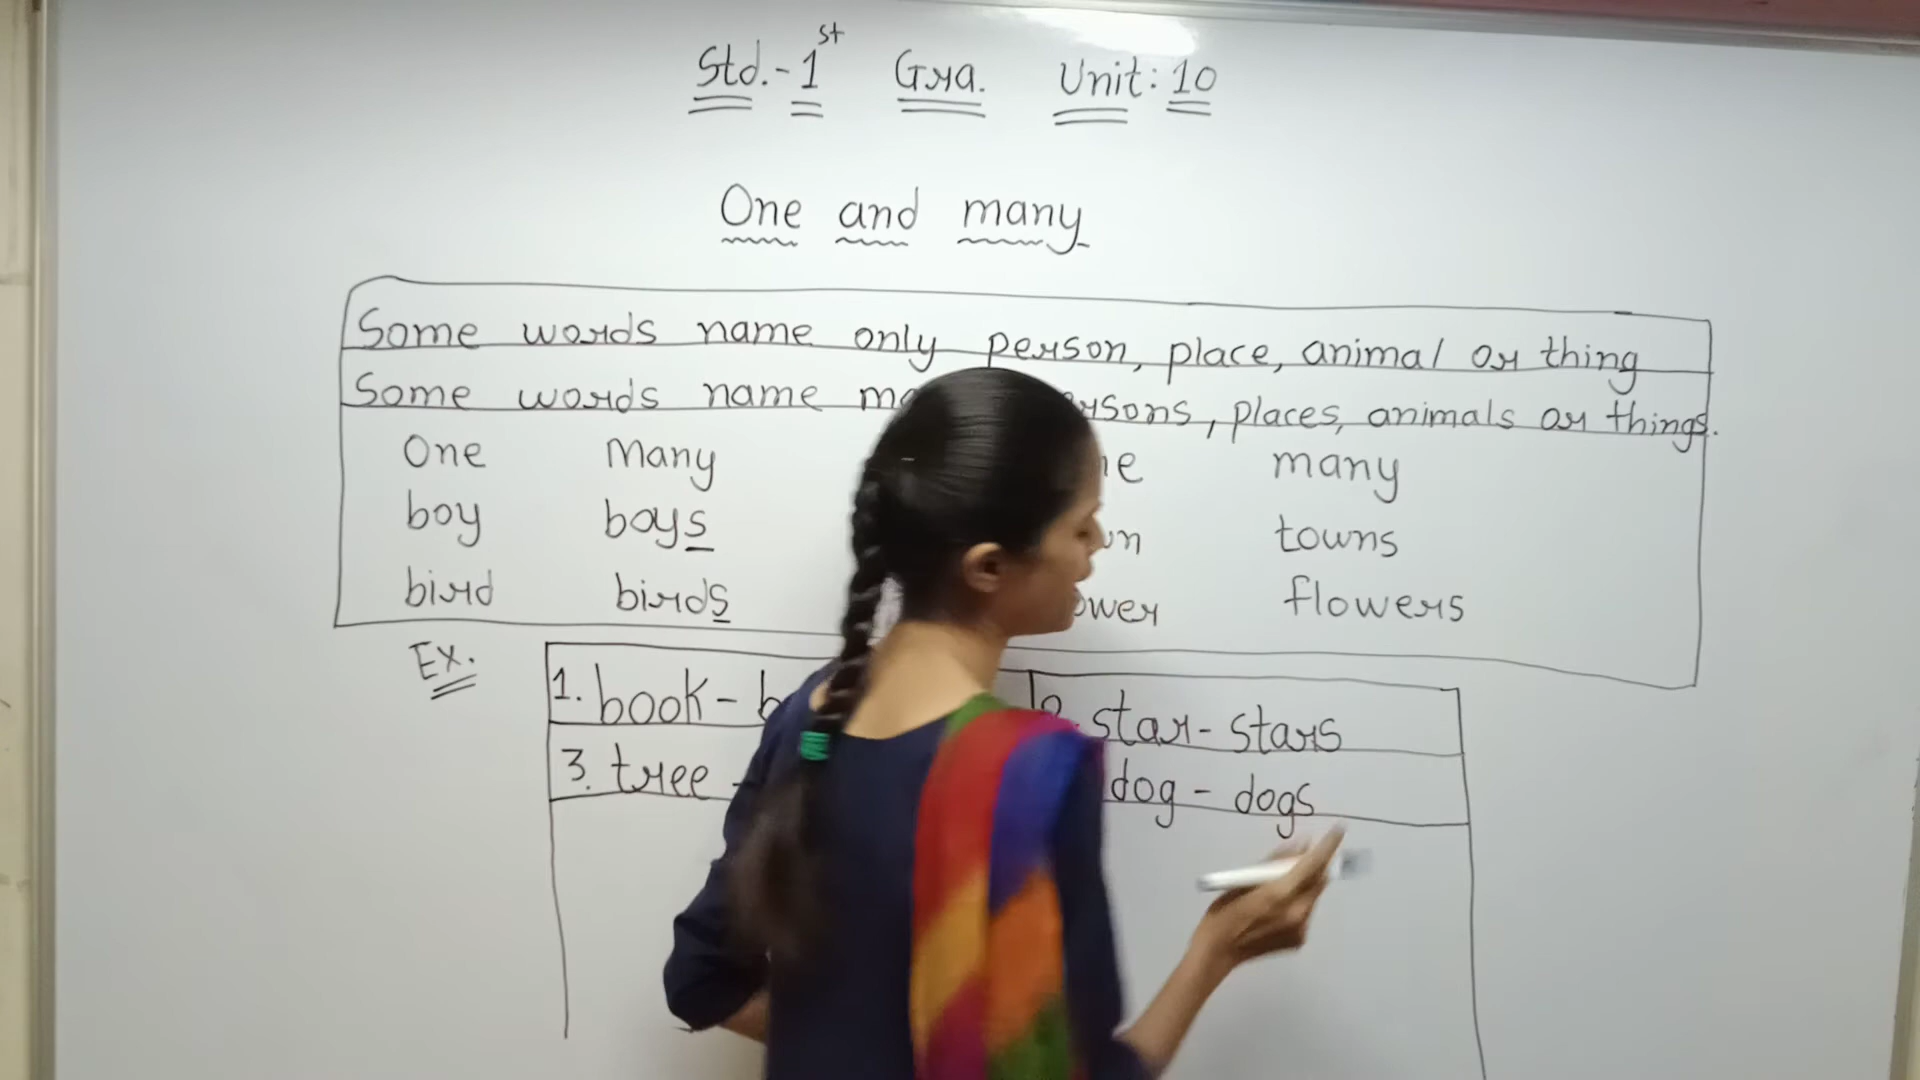 Std.-1st Gra. Unit: 10
One and many
Some words name only person, place, animal or thing
Some words name places, animals or things.
One Many many
boy boys towns
bird birds flowers
Ex.
1. book- star- stars
3. tree - dog - dogs